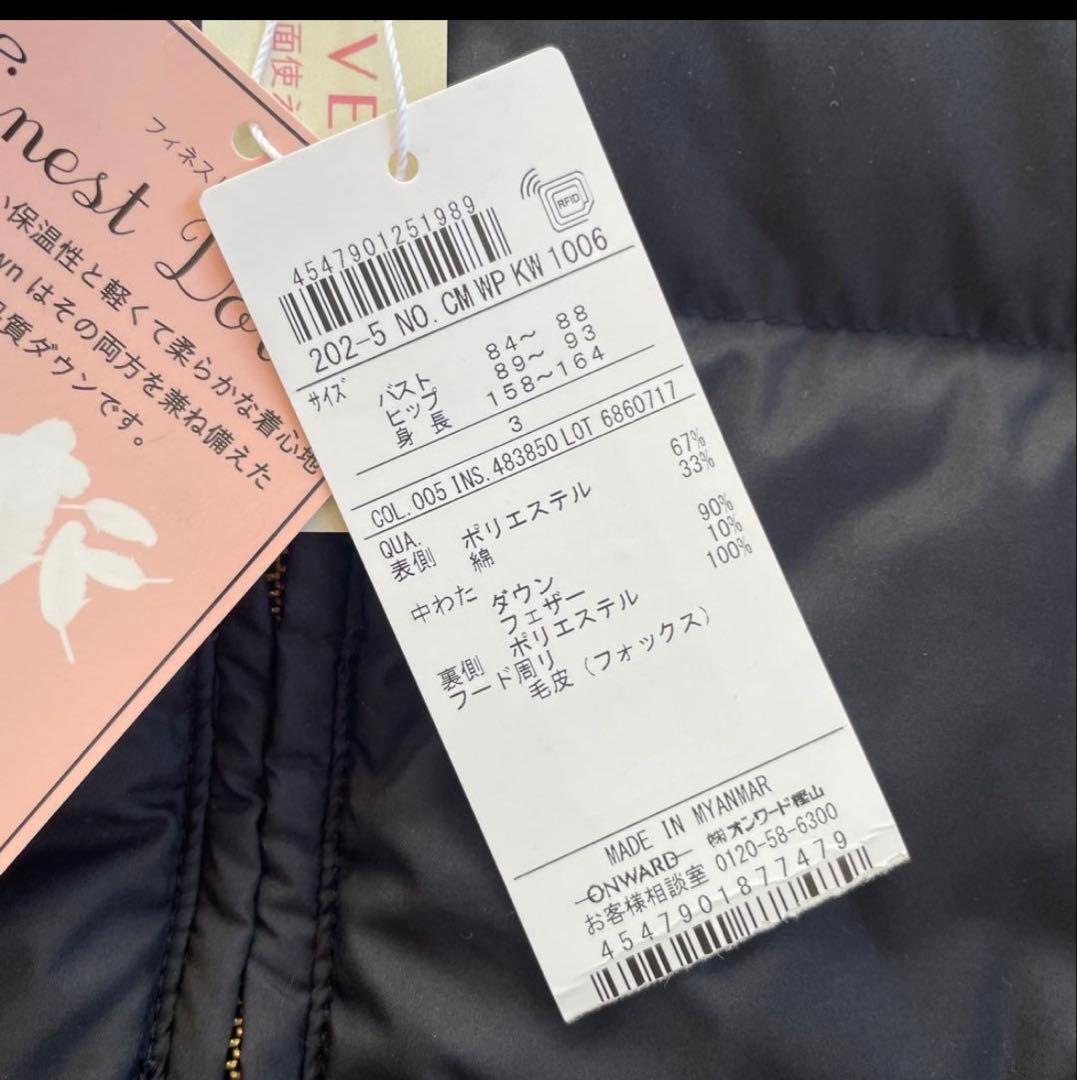 VE
面使
nest Do
フィネス
い保温性と軽くて柔らかな着心地
wn はその両方を兼ね備えた
質ダウンです。
4547901251989
RFID
202-5 NO. CM WP KW 1006
サイズ バスト 84〜 88
ヒップ 89〜 93
身長 158〜164
3
COL. 005 INS. 483850 LOT 6860717
QUA.
表側 ポリエステル 67%
綿 33%
中わた ダウン 90%
フェザー 10%
裏側 ポリエステル 100%
フード周リ
毛皮 (フォックス)
MADE IN MYANMAR
ONWARD ㈱オンワード樫山
お客様相談室 0120-58-6300
4547901877479